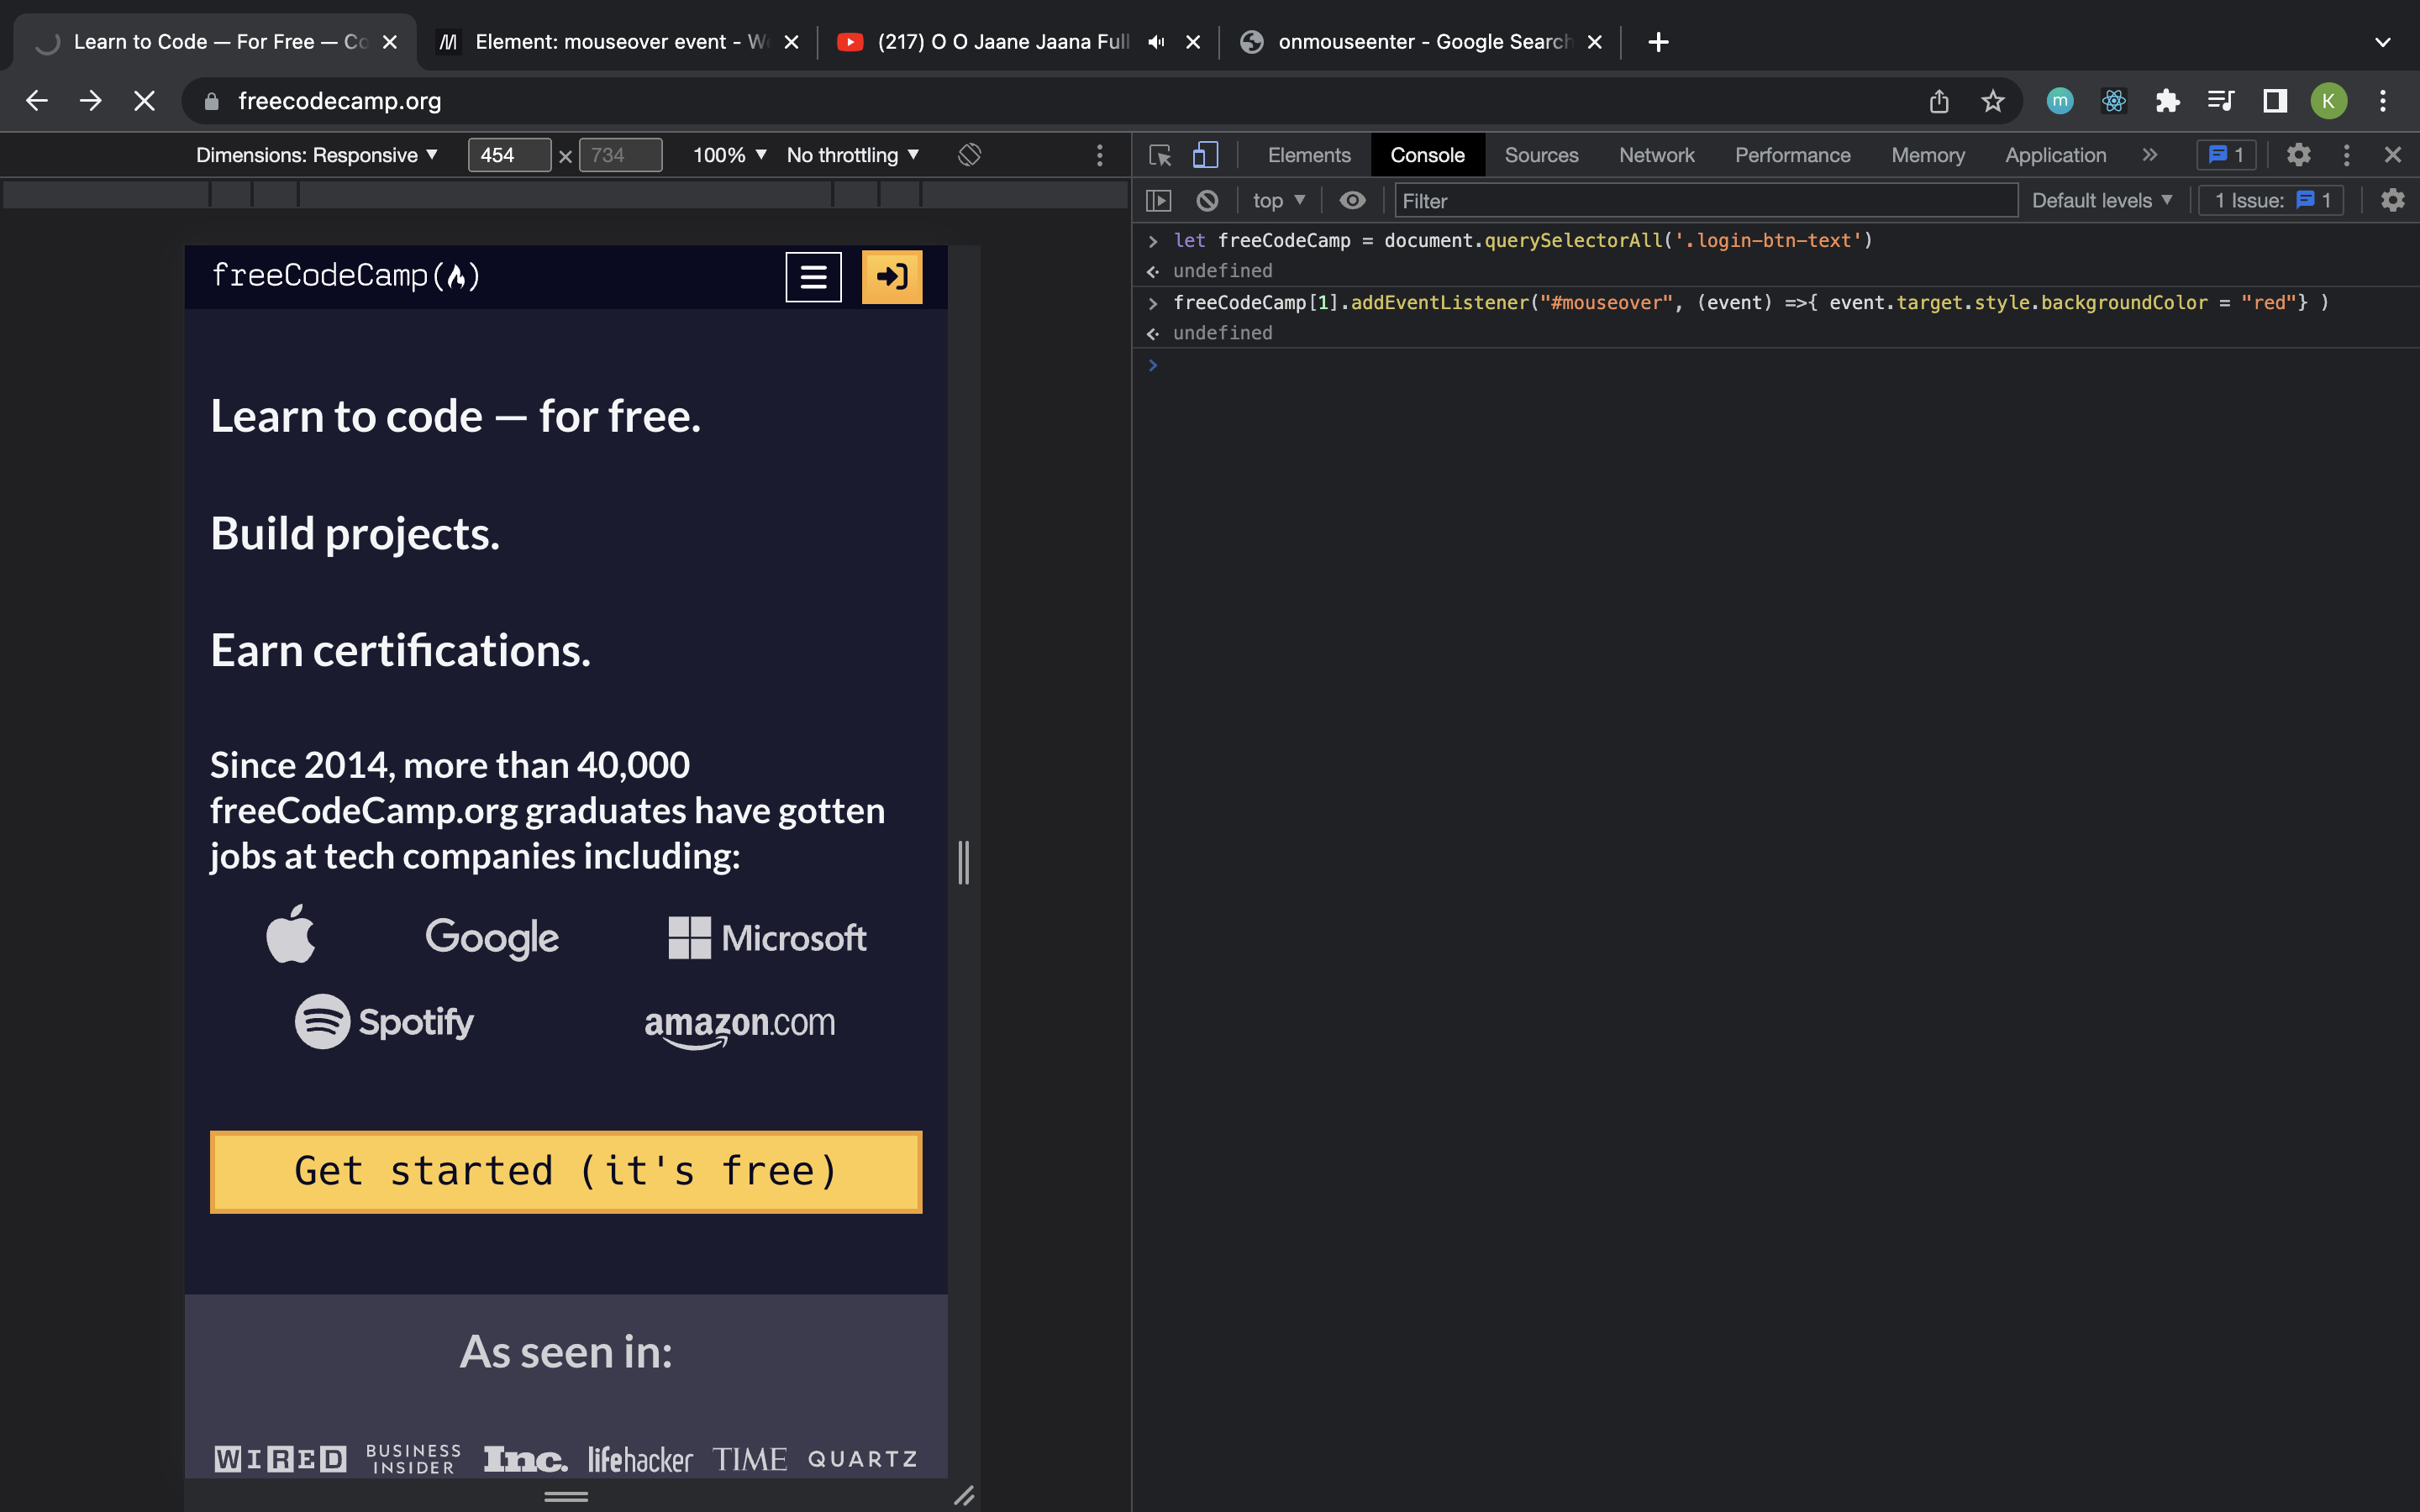 Learn to Code — For Free — Co
Element: mouseover event - W
(217) O O Jaane Jaana Full
onmouseenter - Google Search
freecodecamp.org
m
K
Dimensions: Responsive ▼ 454 × 734 100% ▼ No throttling ▼
Elements Console Sources Network Performance Memory Application » 1
top ▼ Filter Default levels ▼ 1 Issue: 1
> let freeCodeCamp = document.querySelectorAll('.login-btn-text')
undefined
> freeCodeCamp[1].addEventListener("#mouseover", (event) =>{ event.target.style.backgroundColor = "red"} )
undefined
>
freeCodeCamp(🔥)
Learn to code — for free.
Build projects.
Earn certifications.
Since 2014, more than 40,000
freeCodeCamp.org graduates have gotten
jobs at tech companies including:
Google Microsoft
Spotify amazon.com
Get started (it's free)
As seen in:
WIRED BUSINESS INSIDER Inc. lifehacker TIME QUARTZ